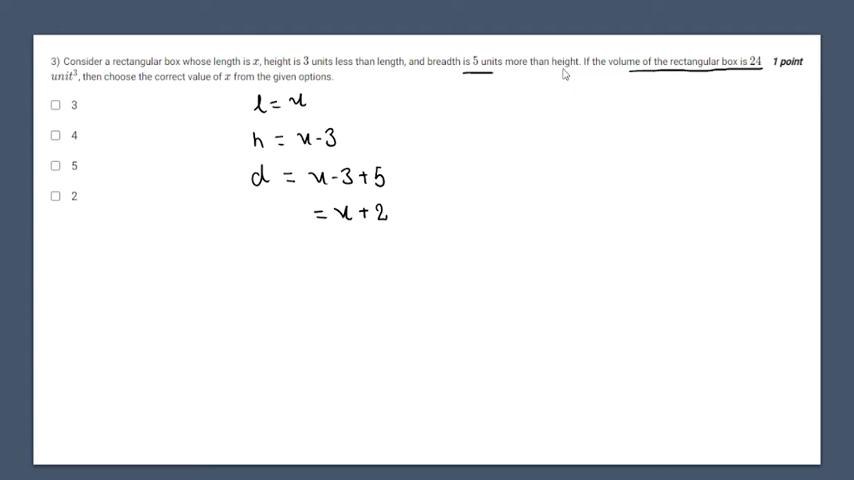 3) Consider a rectangular box whose length is x, height is 3 units less than length, and breadth is 5 units more than height. If the volume of the rectangular box is 24 1 point
unit³, then choose the correct value of x from the given options.
3
4
5
2
l = x
h = x-3
d = x-3+5
= x+2